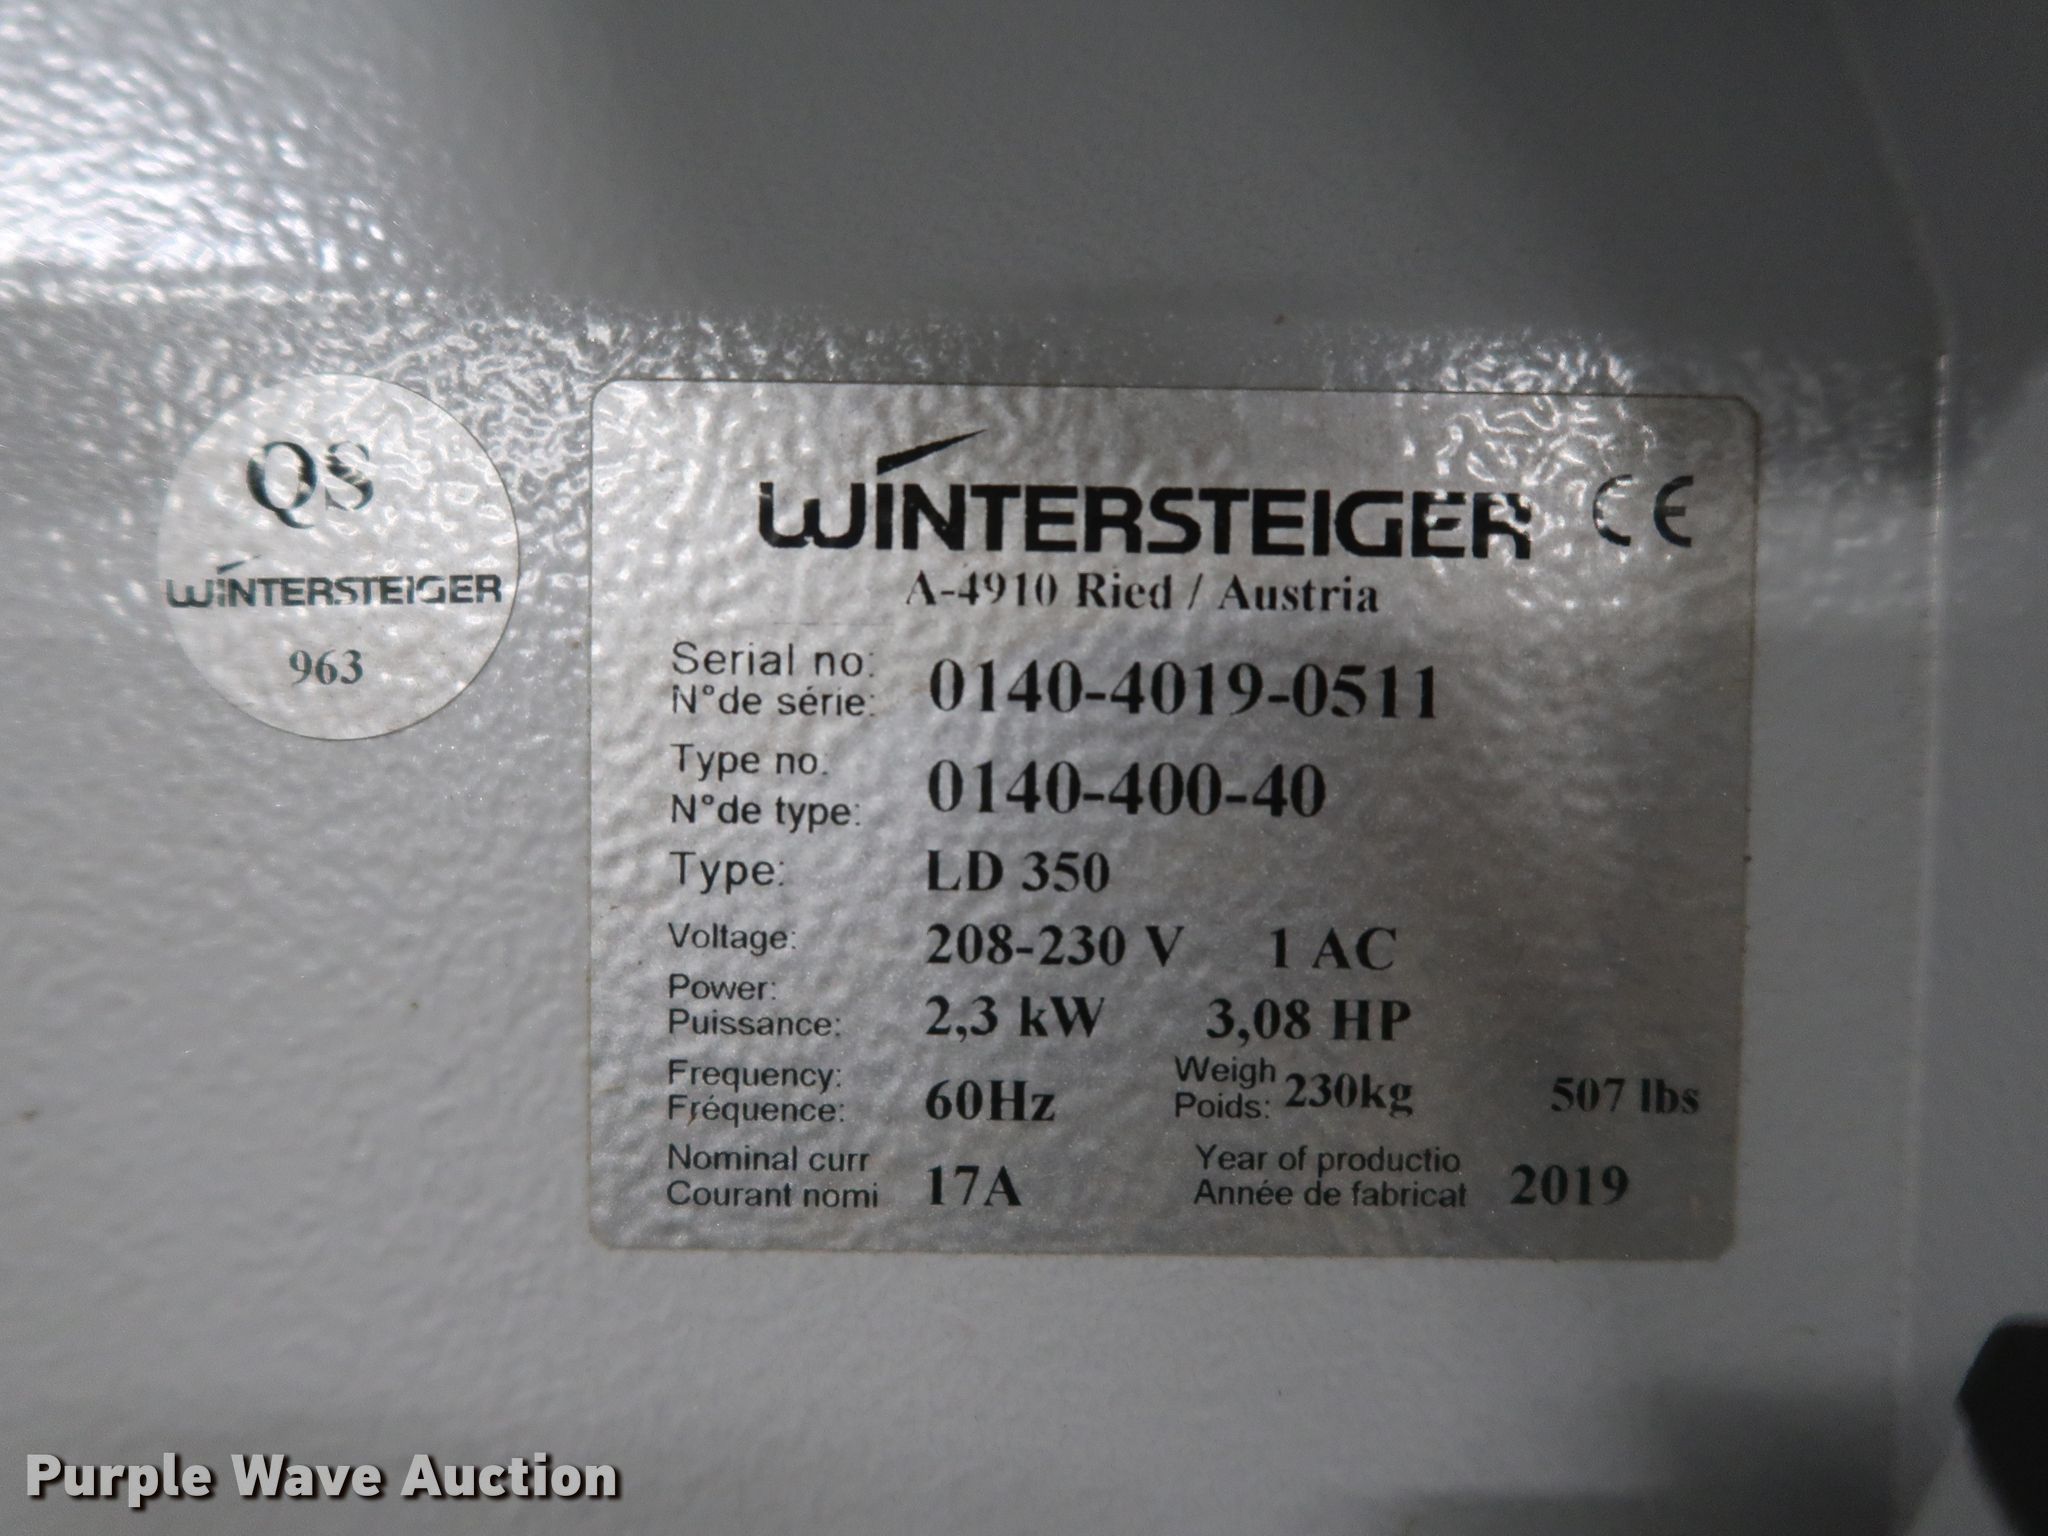 QS
WINTERSTEIGER
963
WINTERSTEIGER CE
A-4910 Ried / Austria
Serial no:
N°de série: 0140-4019-0511
Type no.
N°de type: 0140-400-40
Type: LD 350
Voltage: 208-230 V 1 AC
Power:
Puissance: 2,3 kW 3,08 HP
Frequency:
Fréquence: 60Hz
Weigh
Poids: 230kg 507 lbs
Nominal curr
Courant nomi 17A
Year of productio
Année de fabricat 2019
Purple Wave Auction